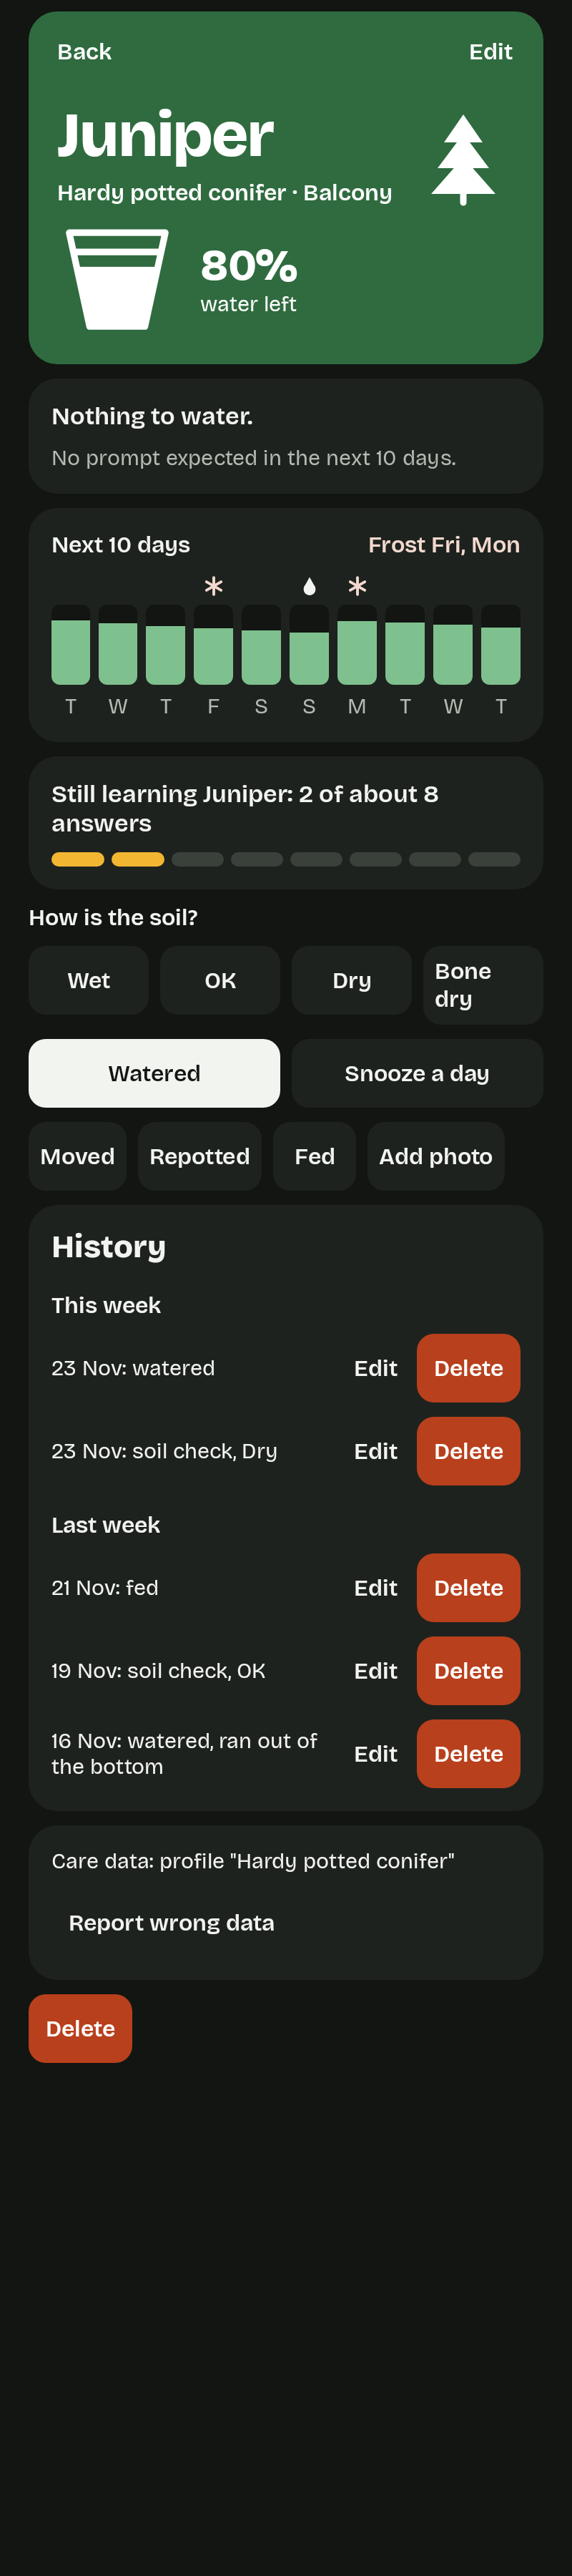 Back
Edit
Juniper
Hardy potted conifer · Balcony
80%
water left
Nothing to water.
No prompt expected in the next 10 days.
Next 10 days
Frost Fri, Mon
T W T F S S M T W T
Still learning Juniper: 2 of about 8
answers
How is the soil?
Wet
OK
Dry
Bone
dry
Watered
Snooze a day
Moved
Repotted
Fed
Add photo
History
This week
23 Nov: watered
Edit
Delete
23 Nov: soil check, Dry
Edit
Delete
Last week
21 Nov: fed
Edit
Delete
19 Nov: soil check, OK
Edit
Delete
16 Nov: watered, ran out of
the bottom
Edit
Delete
Care data: profile "Hardy potted conifer"
Report wrong data
Delete